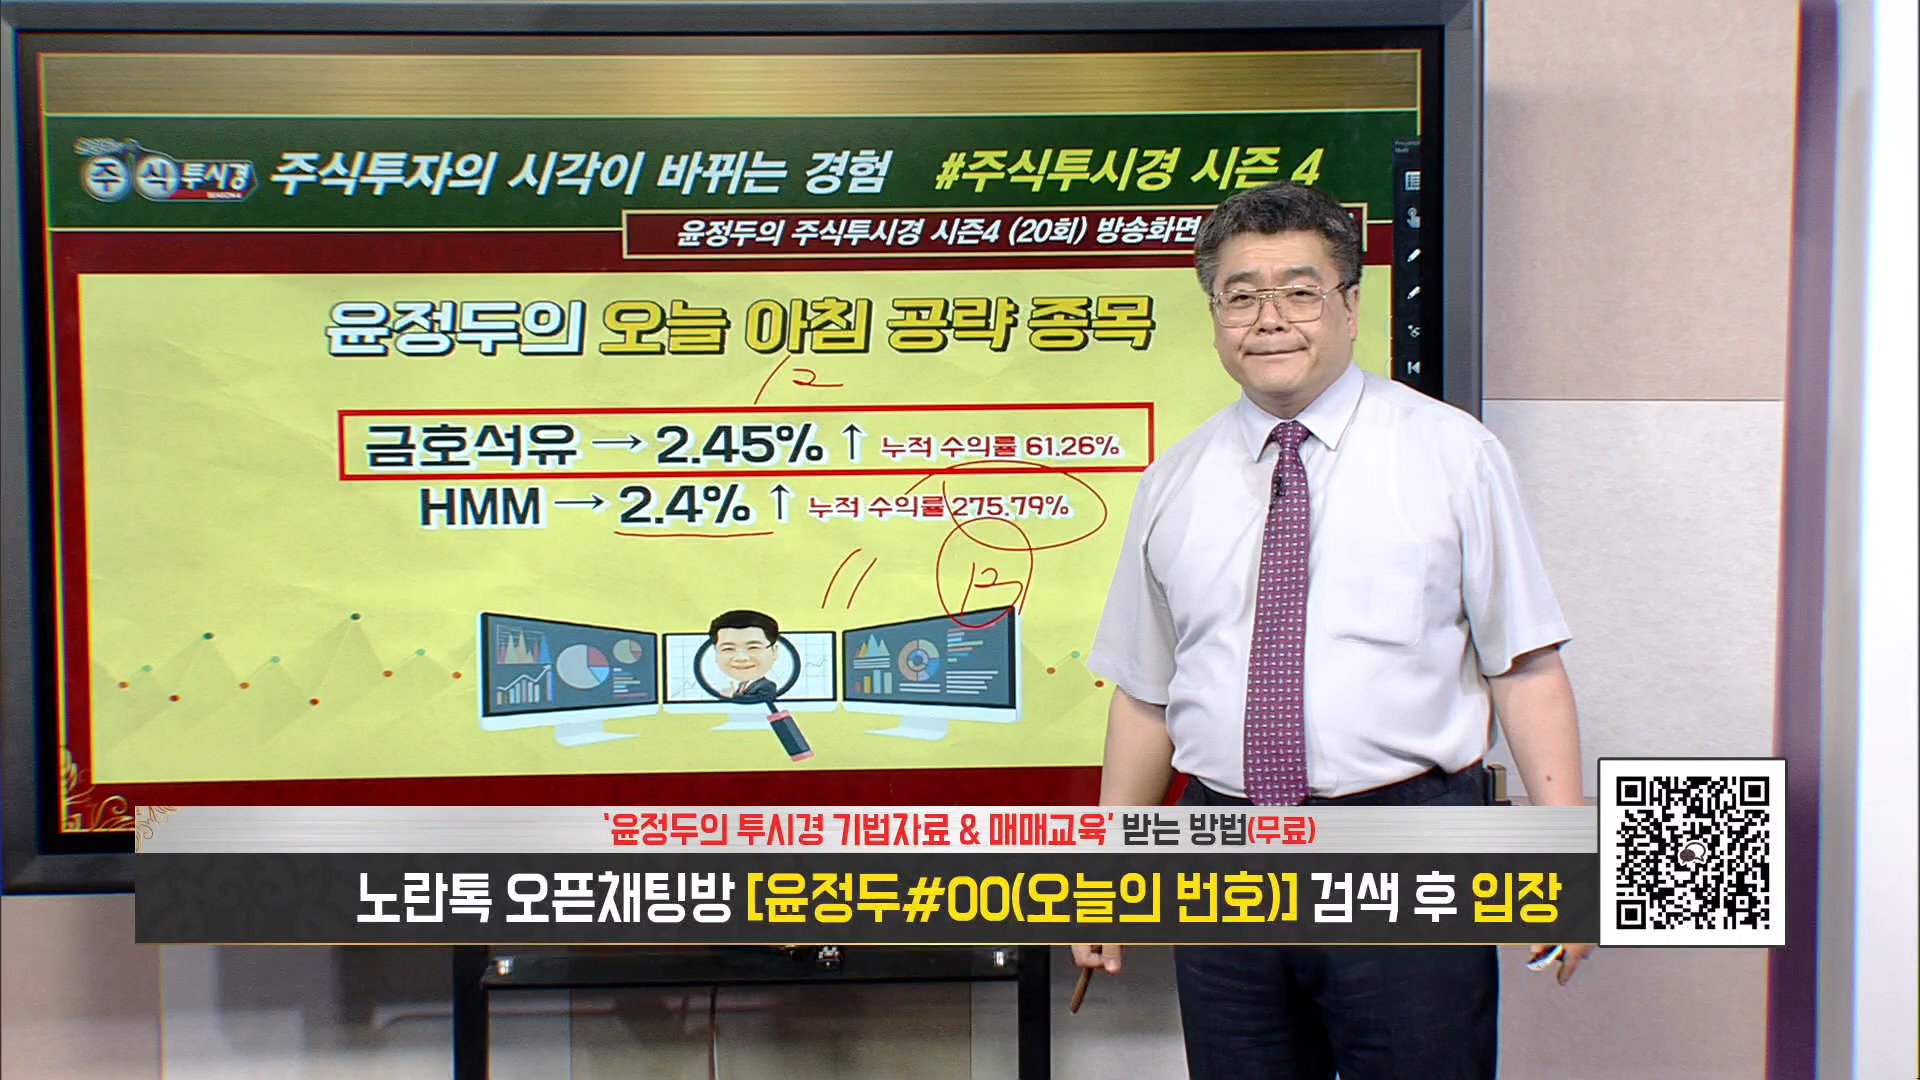 주식투시경 주식투자의 시각이 바뀌는 경험 #주식투시경 시즌 4
SEASON 4
윤정두의 주식투시경 시즌4 (20회) 방송화면
윤정두의 오늘 아침 공략 종목
12
금호석유 → 2.45% ↑ 누적 수익률 61.26%
HMM → 2.4% ↑ 누적 수익률 275.79%
11
'윤정두의 투시경 기법자료 & 매매교육' 받는 방법(무료)
노란톡 오픈채팅방 [윤정두#00(오늘의 번호)] 검색 후 입장